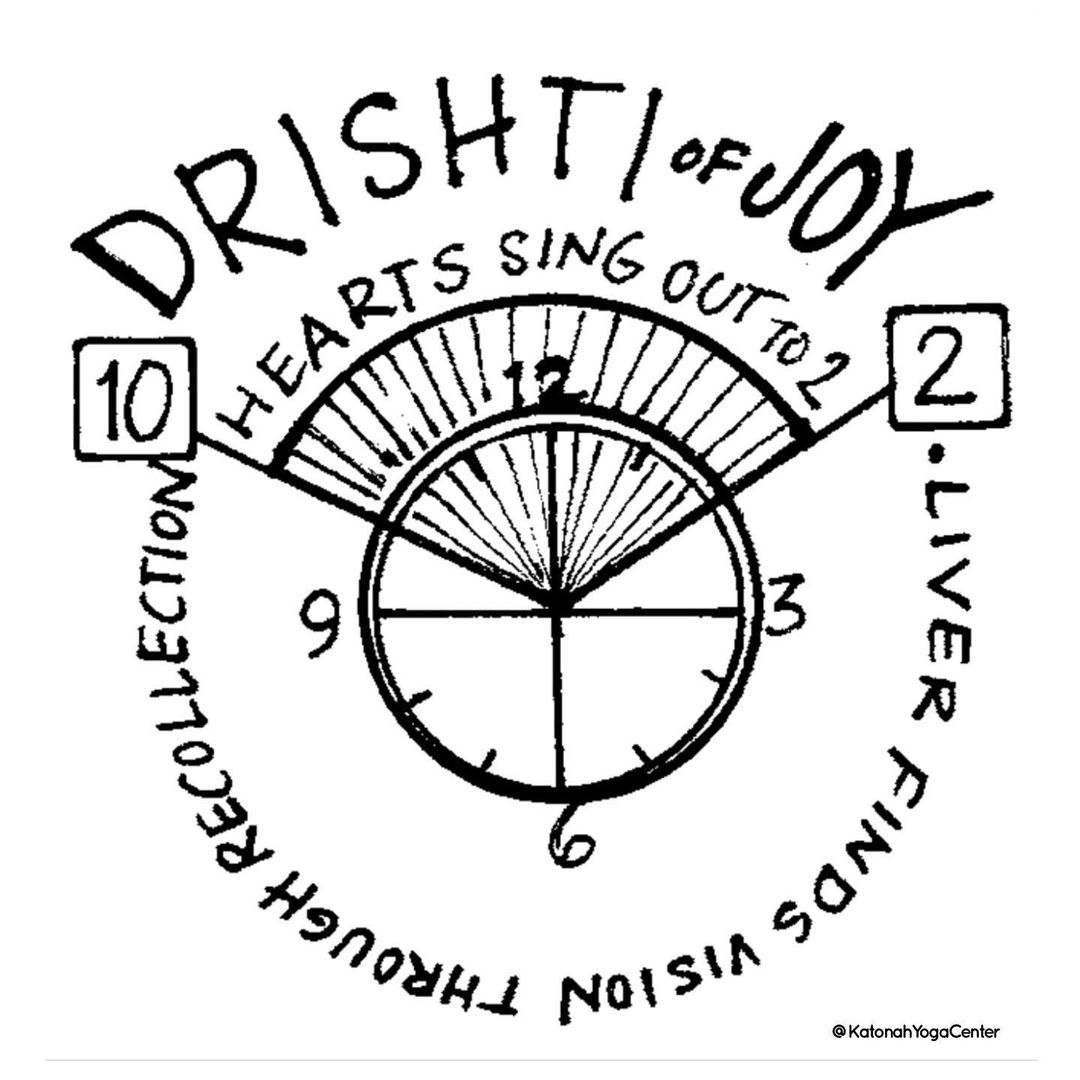 DRISHTI OF JOY
HEARTS SING OUT TO 2
10
2
12
9
3
6
• LIVER FINDS VISION THROUGH RECOLLECTION
@KatonahYogaCenter